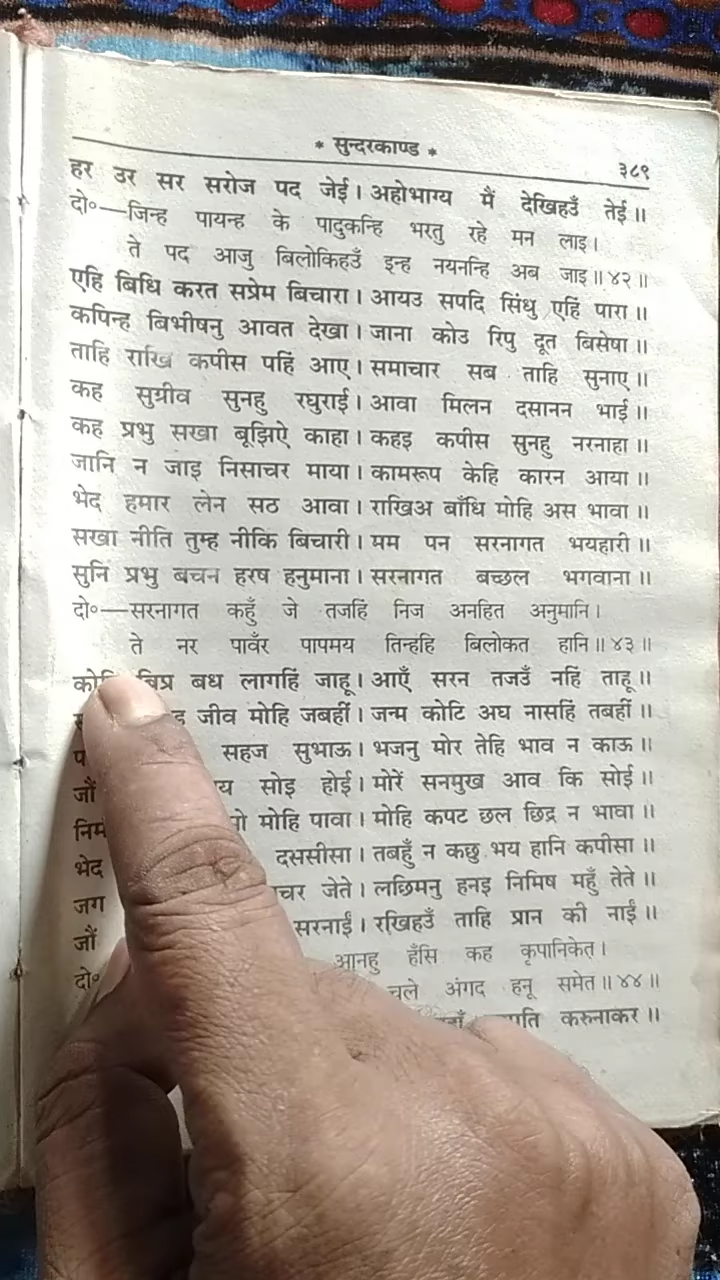 * सुन्दरकाण्ड *
३८९
हर उर सर सरोज पद जेई। अहोभाग्य मैं देखिहउँ तेई॥
दो०—जिन्ह पायन्ह के पादुकन्हि भरतु रहे मन लाइ।
ते पद आजु बिलोकिहउँ इन्ह नयनन्हि अब जाइ॥४२॥
एहि बिधि करत सप्रेम बिचारा। आयउ सपदि सिंधु एहिं पारा॥
कपिन्ह बिभीषनु आवत देखा। जाना कोउ रिपु दूत बिसेषा॥
ताहि राखि कपीस पहिं आए। समाचार सब ताहि सुनाए॥
कह सुग्रीव सुनहु रघुराई। आवा मिलन दसानन भाई॥
कह प्रभु सखा बूझिऐ काहा। कहइ कपीस सुनहु नरनाहा॥
जानि न जाइ निसाचर माया। कामरूप केहि कारन आया॥
भेद हमार लेन सठ आवा। राखिअ बाँधि मोहि अस भावा॥
सखा नीति तुम्ह नीकि बिचारी। मम पन सरनागत भयहारी॥
सुनि प्रभु बचन हरष हनुमाना। सरनागत बच्छल भगवाना॥
दो०—सरनागत कहुँ जे तजहिं निज अनहित अनुमानि।
ते नर पावँर पापमय तिन्हहि बिलोकत हानि॥४३॥
बिप्र बध लागहिं जाहू। आएँ सरन तजउँ नहिं ताहू॥
जीव मोहि जबहीं। जन्म कोटि अघ नासहिं तबहीं॥
सहज सुभाऊ। भजनु मोर तेहि भाव न काऊ॥
जौं सोइ होई। मोरें सनमुख आव कि सोई॥
मोहि पावा। मोहि कपट छल छिद्र न भावा॥
भेद दससीसा। तबहुँ न कछु भय हानि कपीसा॥
जग जेते। लछिमनु हनइ निमिष महुँ तेते॥
जौं सरनाईं। रखिहउँ ताहि प्रान की नाईं॥
दो० आनहु हँसि कह कृपानिकेत।
चले अंगद हनू समेत॥४४॥
करुनाकर॥